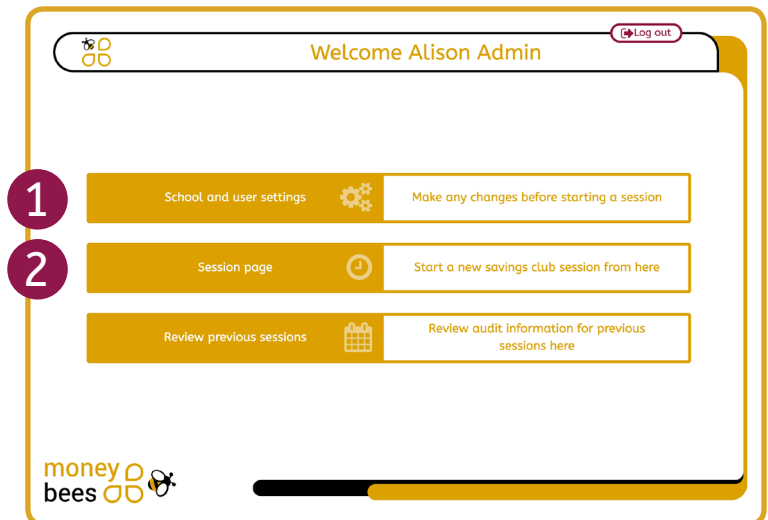 Log out
Welcome Alison Admin
1
School and user settings
Make any changes before starting a session
2
Session page
Start a new savings club session from here
Review previous sessions
Review audit information for previous
sessions here
money
bees